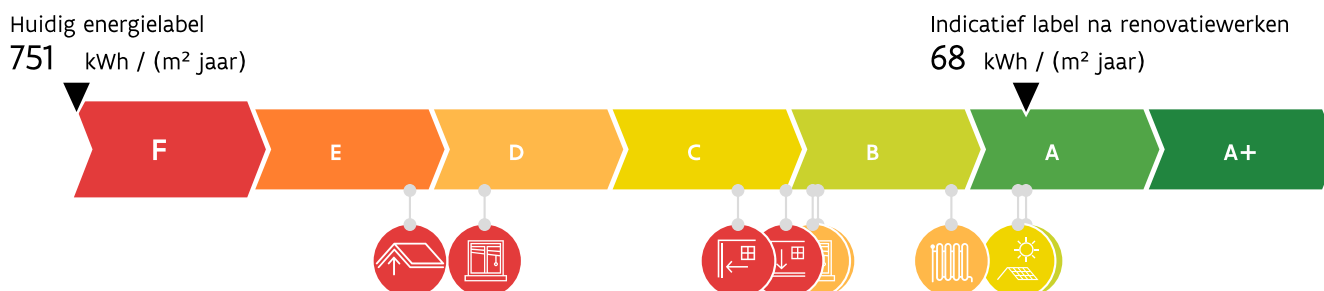 Huidig energielabel
751 kWh / (m² jaar)
Indicatief label na renovatiewerken
68 kWh / (m² jaar)
F E D C B A A+